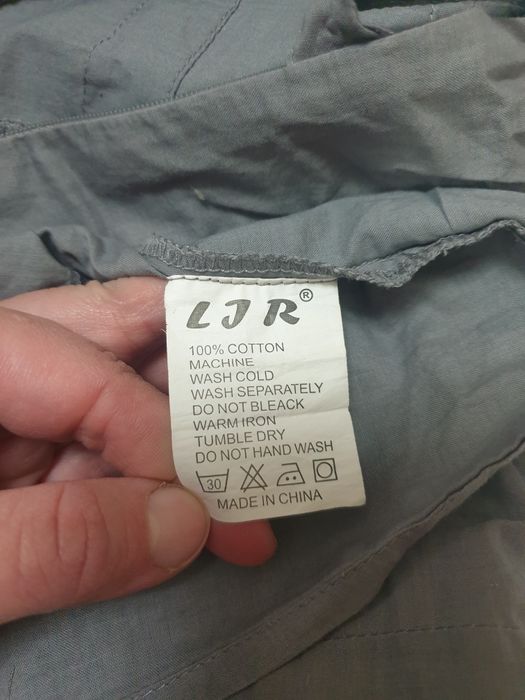 LJR®
100% COTTON
MACHINE
WASH COLD
WASH SEPARATELY
DO NOT BLEACK
WARM IRON
TUMBLE DRY
DO NOT HAND WASH
30
MADE IN CHINA